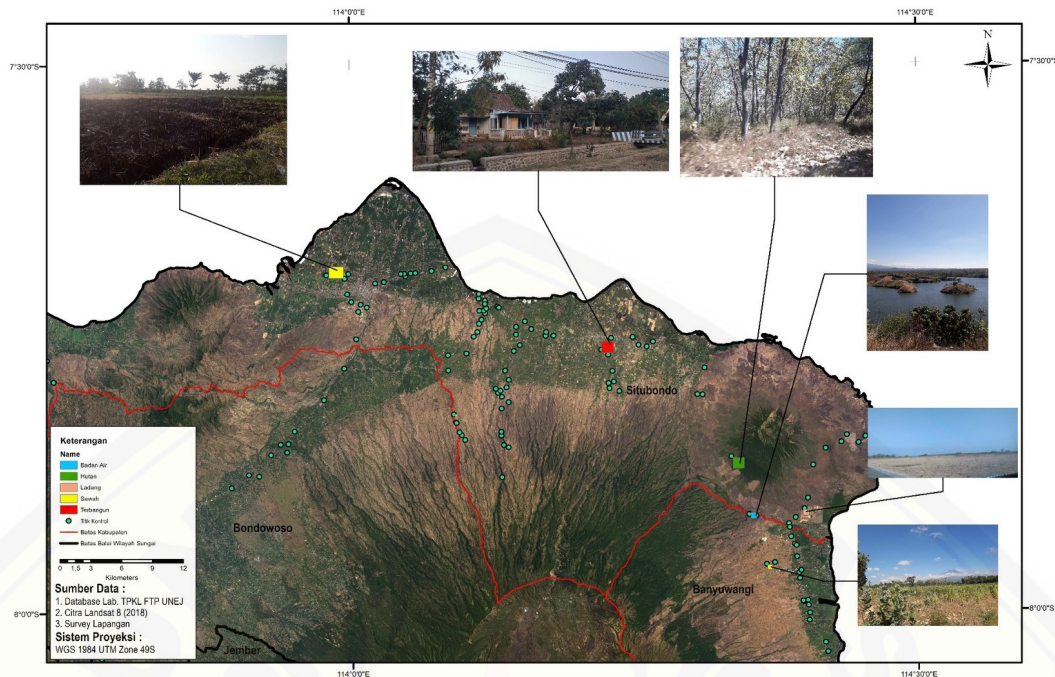 114°0'0"E
114°30'0"E
7°30'0"S
7°30'0"S
N
Situbondo
Bondowoso
Banyuwangi
Jember
Keterangan
Name
Badan Air
Hutan
Ladang
Sawah
Terbangun
Titik Kontrol
Batas Kabupaten
Batas Balai Wilayah Sungai
0 1,5 3 6 9 12
Kilometers
Sumber Data :
1. Database Lab. TPKL FTP UNEJ
2. Citra Landsat 8 (2018)
3. Survey Lapangan
Sistem Proyeksi :
WGS 1984 UTM Zone 49S
8°0'0"S
8°0'0"S
114°0'0"E
114°30'0"E